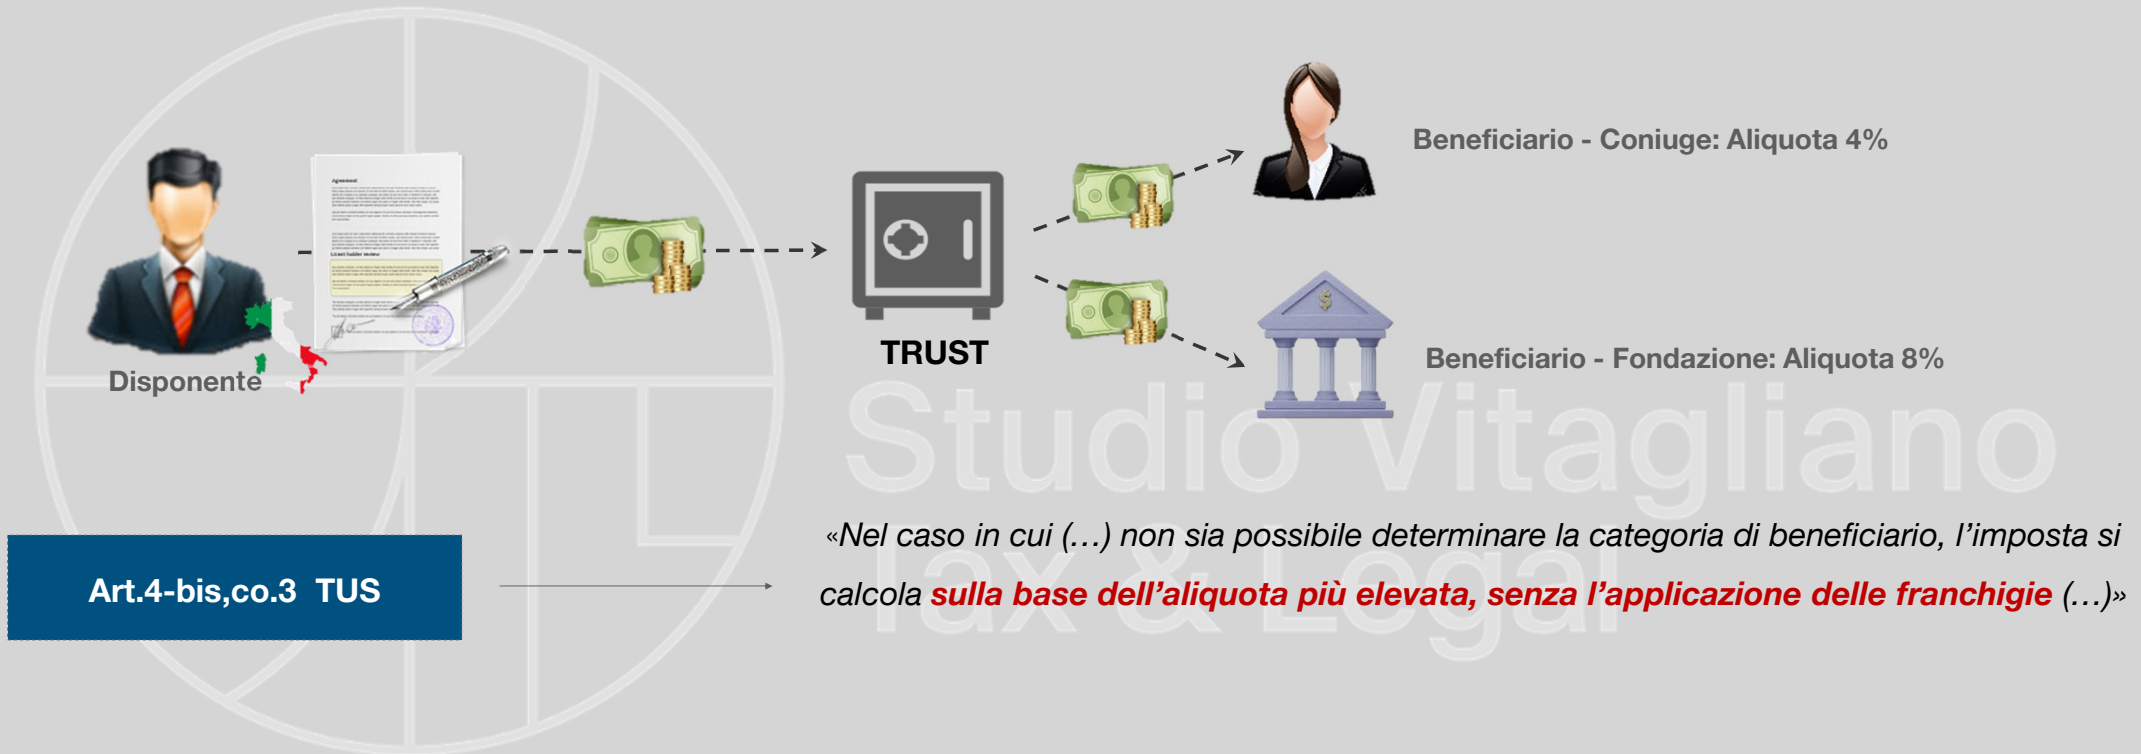 Beneficiario - Coniuge: Aliquota 4%
Agreement
TRUST
Disponente
Beneficiario - Fondazione: Aliquota 8%
Studio Vitagliano
Tax & Legal
Art.4-bis,co.3 TUS
«Nel caso in cui (…) non sia possibile determinare la categoria di beneficiario, l’imposta si
calcola sulla base dell’aliquota più elevata, senza l’applicazione delle franchigie (…)»